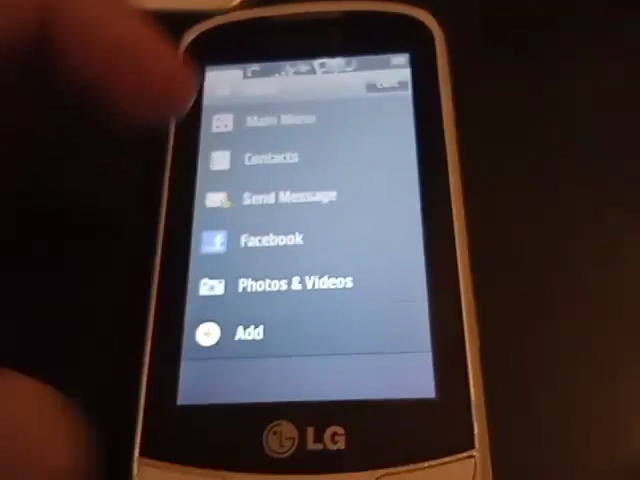 Main Menu
Contacts
Send Message
Facebook
Photos & Videos
Add
LG